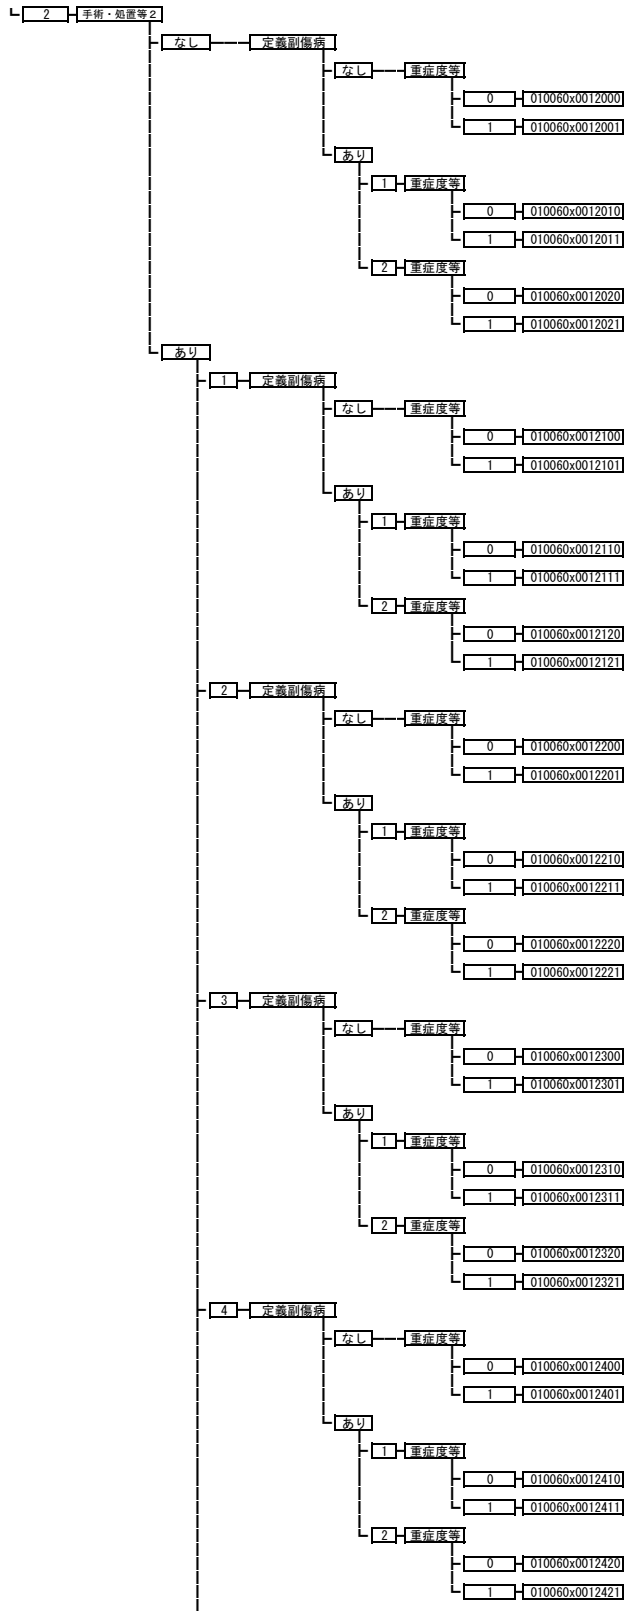 2 手術・処置等2
なし 定義副傷病
なし 重症度等
0 010060x0012000
1 010060x0012001
あり
1 重症度等
0 010060x0012010
1 010060x0012011
2 重症度等
0 010060x0012020
1 010060x0012021
あり
1 定義副傷病
なし 重症度等
0 010060x0012100
1 010060x0012101
あり
1 重症度等
0 010060x0012110
1 010060x0012111
2 重症度等
0 010060x0012120
1 010060x0012121
2 定義副傷病
なし 重症度等
0 010060x0012200
1 010060x0012201
あり
1 重症度等
0 010060x0012210
1 010060x0012211
2 重症度等
0 010060x0012220
1 010060x0012221
3 定義副傷病
なし 重症度等
0 010060x0012300
1 010060x0012301
あり
1 重症度等
0 010060x0012310
1 010060x0012311
2 重症度等
0 010060x0012320
1 010060x0012321
4 定義副傷病
なし 重症度等
0 010060x0012400
1 010060x0012401
あり
1 重症度等
0 010060x0012410
1 010060x0012411
2 重症度等
0 010060x0012420
1 010060x0012421